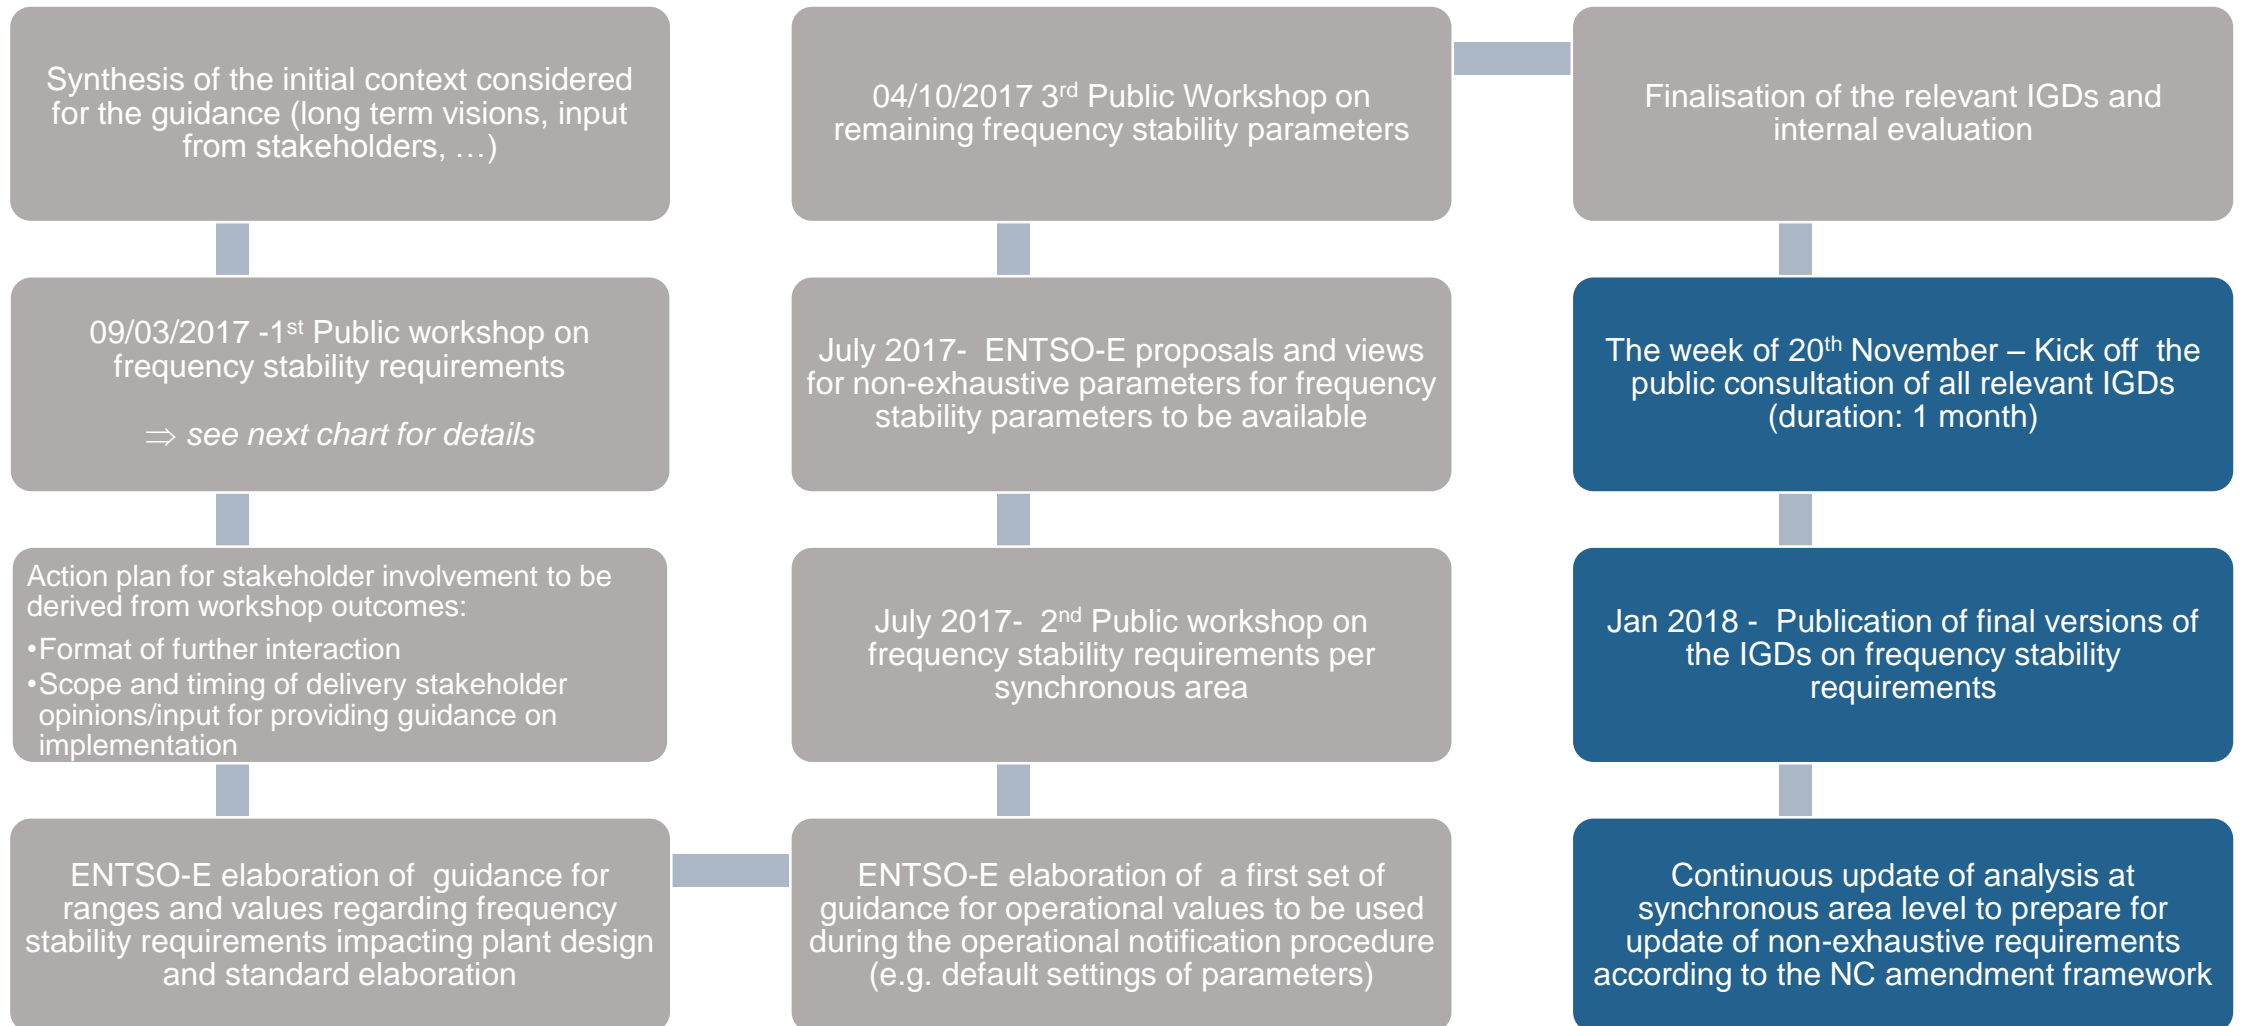 Synthesis of the initial context considered
for the guidance (long term visions, input
from stakeholders, …)
09/03/2017 -1st Public workshop on
frequency stability requirements
⇒ see next chart for details
Action plan for stakeholder involvement to be
derived from workshop outcomes:
•Format of further interaction
•Scope and timing of delivery stakeholder
opinions/input for providing guidance on
implementation
ENTSO-E elaboration of  guidance for
ranges and values regarding frequency
stability requirements impacting plant design
and standard elaboration
ENTSO-E elaboration of  a first set of
guidance for operational values to be used
during the operational notification procedure
(e.g. default settings of parameters)
July 2017-  2nd Public workshop on
frequency stability requirements per
synchronous area
July 2017-  ENTSO-E proposals and views
for non-exhaustive parameters for frequency
stability parameters to be available
04/10/2017 3rd Public Workshop on
remaining frequency stability parameters
Finalisation of the relevant IGDs and
internal evaluation
The week of 20th November – Kick off  the
public consultation of all relevant IGDs
(duration: 1 month)
Jan 2018 -  Publication of final versions of
the IGDs on frequency stability
requirements
Continuous update of analysis at
synchronous area level to prepare for
update of non-exhaustive requirements
according to the NC amendment framework